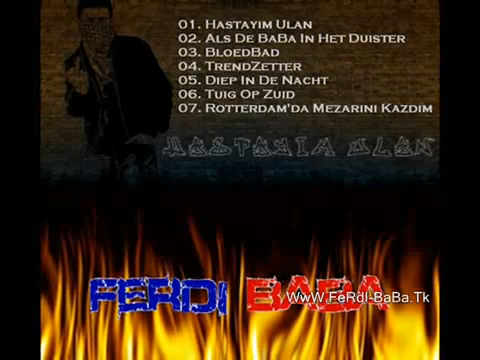 01. Hastayim Ulan
02. Als De BaBa In Het Duister
03. BloedBad
04. TrendZetter
05. Diep In De Nacht
06. Tuig Op Zuid
07. Rotterdam'da Mezarini Kazdim
HASTAYIM ULAN
FERDI BABA
WwW.FeRdI-BaBa.Tk